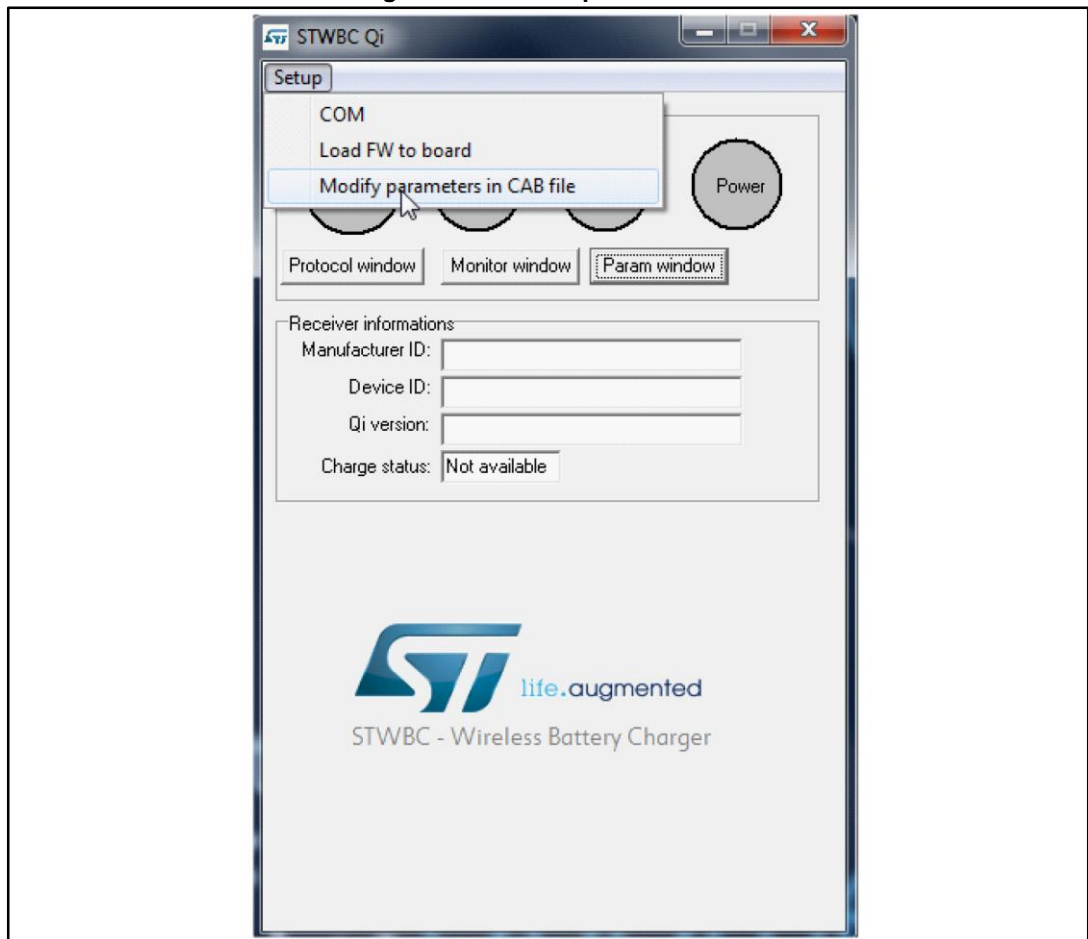 STWBC Qi
X
Setup
COM
Load FW to board
Modify parameters in CAB file
Power
Protocol window
Monitor window
Param window
Receiver informations
Manufacturer ID:
Device ID:
Qi version:
Charge status: Not available
ST
life.augmented
STWBC - Wireless Battery Charger